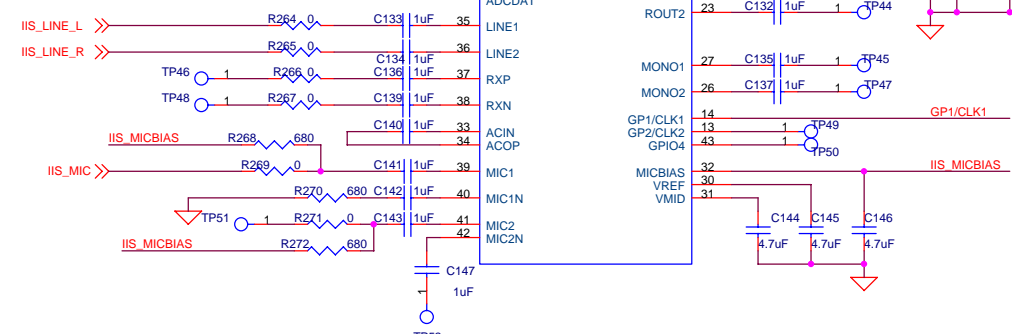 ADCDAT
ROUT2 23 C132 1uF 1 TP44
IIS_LINE_L R264 0 C133 1uF 35 LINE1
IIS_LINE_R R265 0 C134 1uF 36 LINE2
TP46 1 R266 0 C136 1uF 37 RXP
MONO1 27 C135 1uF 1 TP45
TP48 1 R267 0 C139 1uF 38 RXN
MONO2 26 C137 1uF 1 TP47
C140 1uF 33 ACIN
34 ACOP
GP1/CLK1 14 GP1/CLK1
GP2/CLK2 13 1 TP49
GPIO4 43 1 TP50
IIS_MICBIAS R268 680
IIS_MIC R269 0 C141 1uF 39 MIC1
MICBIAS 32 IIS_MICBIAS
VREF 30
VMID 31
R270 680 C142 1uF 40 MIC1N
TP51 1 R271 0 C143 1uF 41 MIC2
42 MIC2N
IIS_MICBIAS R272 680
C144 4.7uF
C145 4.7uF
C146 4.7uF
C147
1uF
1